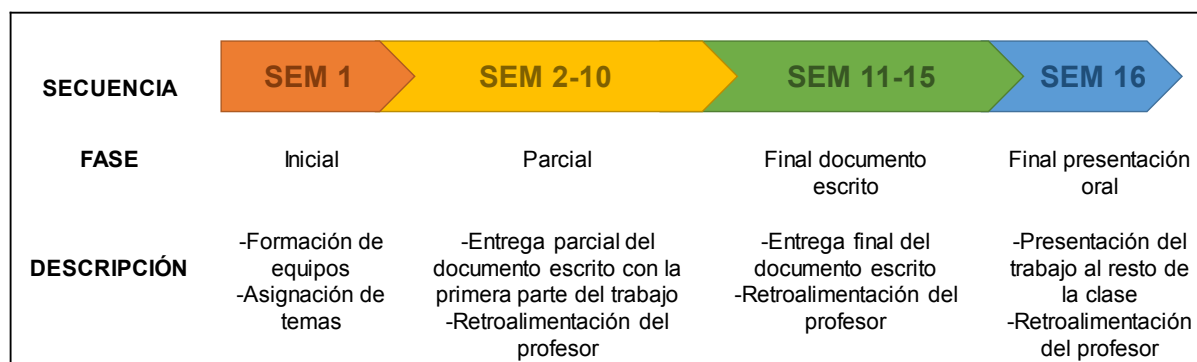 SECUENCIA
SEM 1
SEM 2-10
SEM 11-15
SEM 16
FASE
Inicial
Parcial
Final documento
escrito
Final presentación
oral
DESCRIPCIÓN
-Formación de
equipos
-Asignación de
temas
-Entrega parcial del
documento escrito con la
primera parte del trabajo
-Retroalimentación del
profesor
-Entrega final del
documento escrito
-Retroalimentación del
profesor
-Presentación del
trabajo al resto de
la clase
-Retroalimentación
del profesor